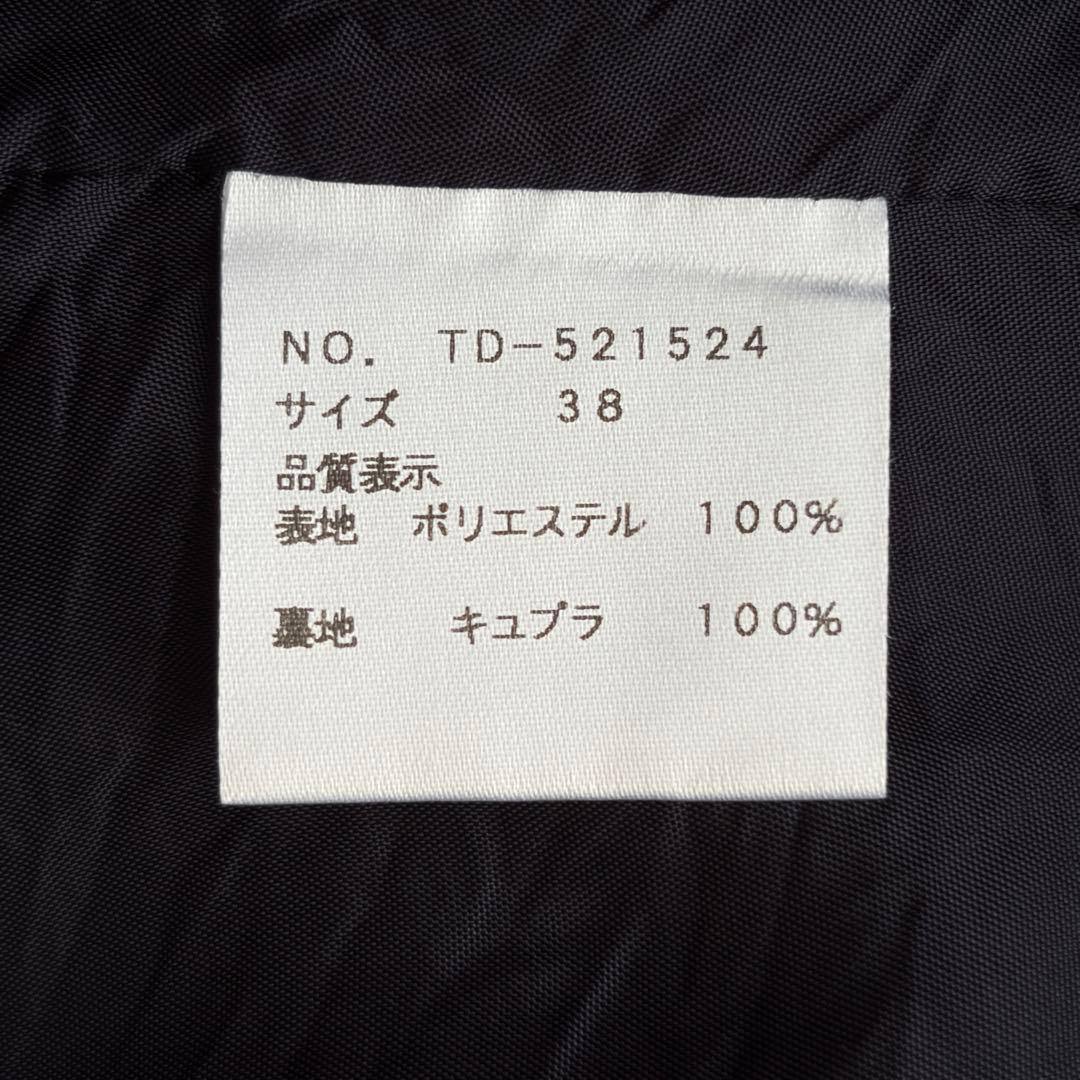 NO. TD-521524
サイズ 38
品質表示
表地 ポリエステル 100%
裏地 キュプラ 100%